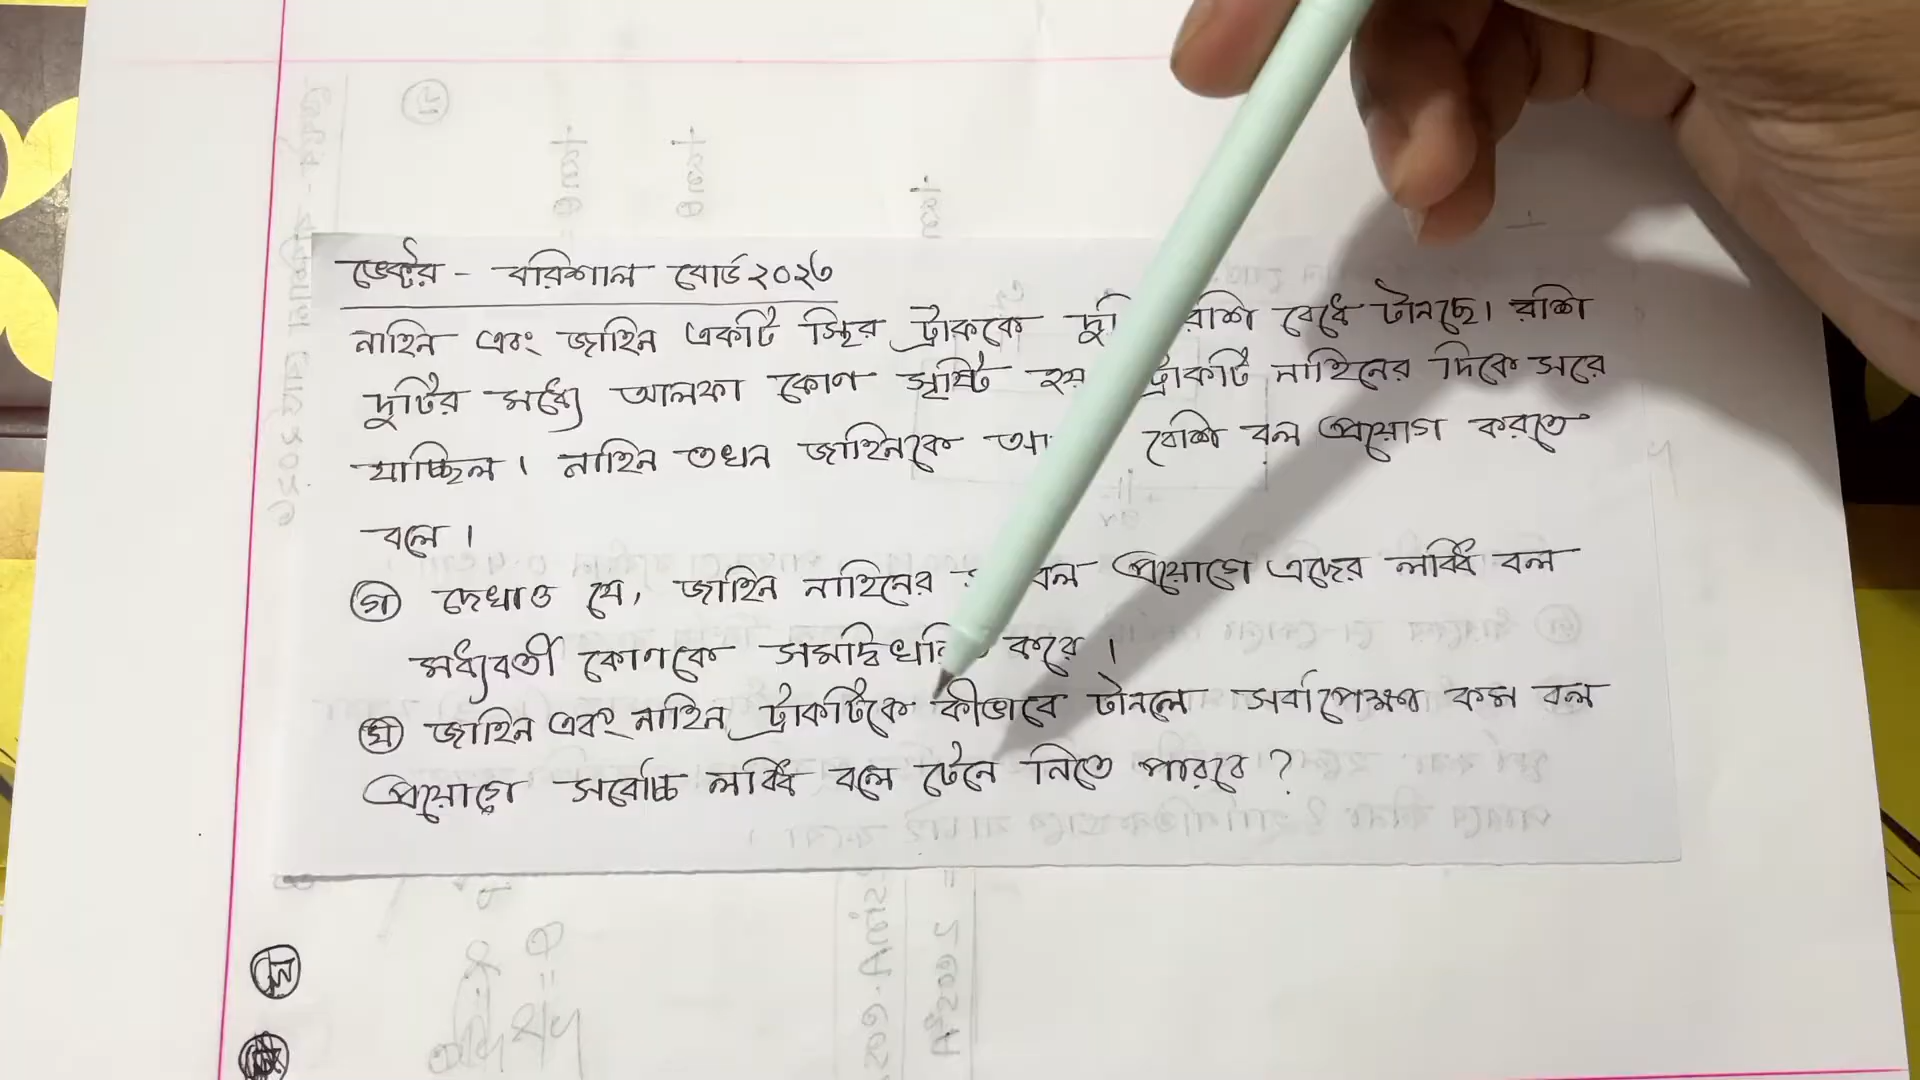 ভেক্টর - বরিশাল বোর্ড ২০২৩
নাহিন এবং জাহিন একটি স্থির ট্রাককে রশি বেধে টানছে। রশি
দুটির মধ্যে আলফা কোণ সৃষ্টি হয় ট্রাকটি নাহিনের দিকে সরে
যাচ্ছিল। নাহিন তখন জাহিনকে বেশি বল প্রয়োগ করতে
বলে।
গ দেখাও যে, জাহিন নাহিনের বল প্রয়োগে এদের লব্ধি বল
মধ্যবর্তী কোণকে করে।
ঘ জাহিন এবং নাহিন ট্রাকটিকে কীভাবে টানলে সর্বাপেক্ষা কম বল
প্রয়োগে সর্বোচ্চ লব্ধি বলে টেনে নিতে পারবে?